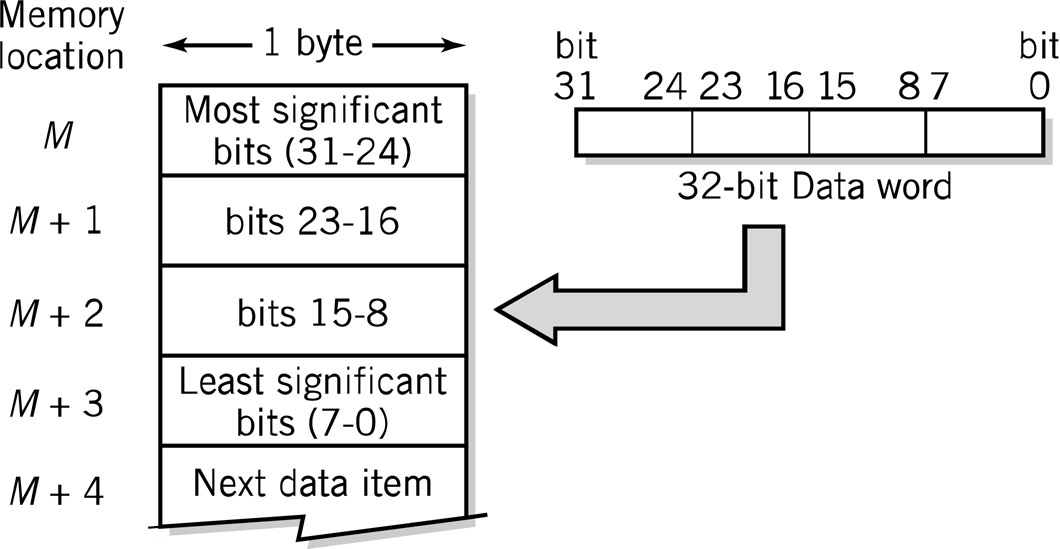 Memory
location
1 byte
M
Most significant
bits (31-24)
M + 1
bits 23-16
M + 2
bits 15-8
M + 3
Least significant
bits (7-0)
M + 4
Next data item
bit
bit
31 24 23 16 15 8 7 0
32-bit Data word